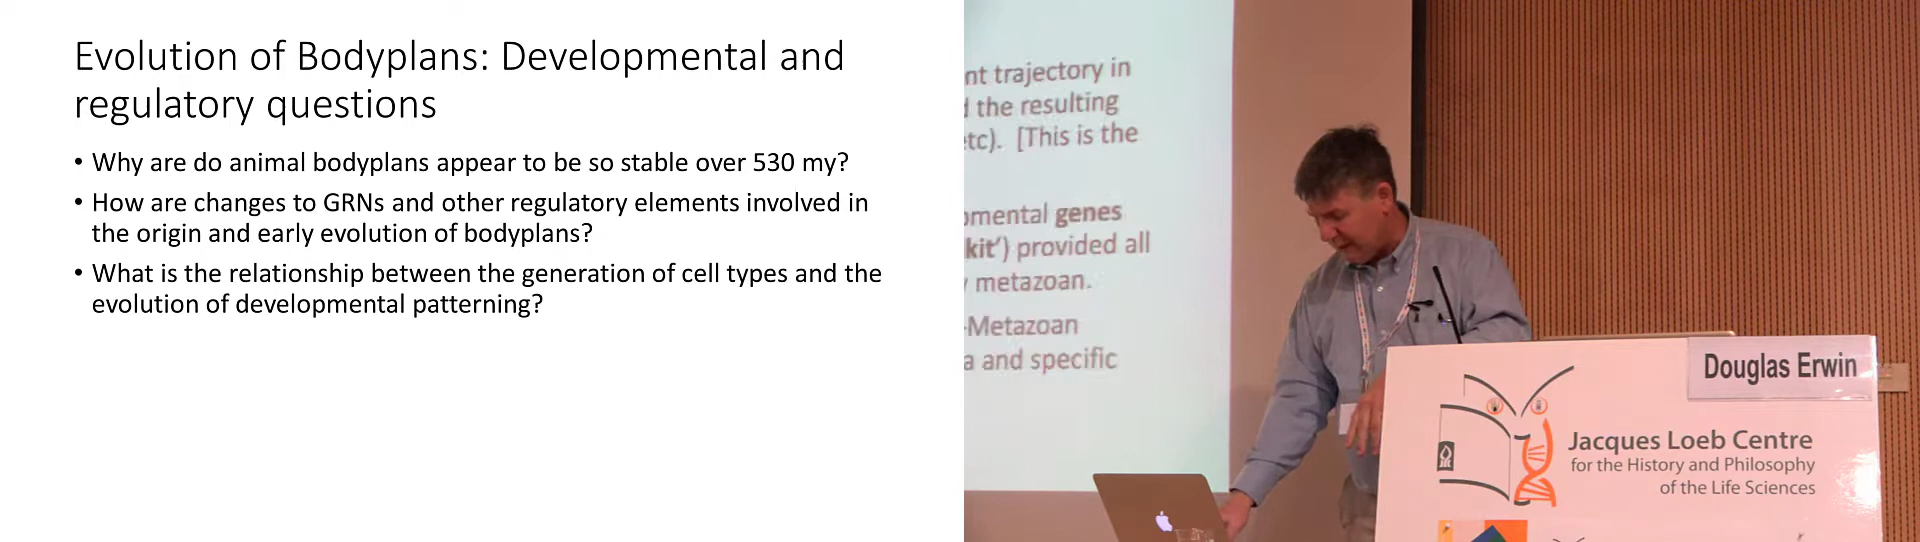 Evolution of Bodyplans: Developmental and
regulatory questions
• Why are do animal bodyplans appear to be so stable over 530 my?
• How are changes to GRNs and other regulatory elements involved in
the origin and early evolution of bodyplans?
• What is the relationship between the generation of cell types and the
evolution of developmental patterning?
nt trajectory in
the resulting
etc). [This is the
omental genes
kit') provided all
metazoan.
-Metazoan
a and specific
Douglas Erwin
Jacques Loeb Centre
for the History and Philosophy
of the Life Sciences